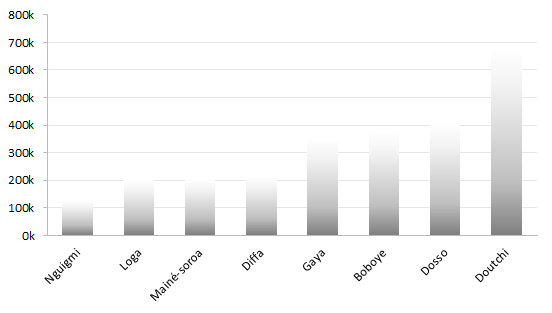 800k
700k
600k
500k
400k
300k
200k
100k
0k
Nguigmi
Loga
Mainé-soroa
Diffa
Gaya
Boboye
Dosso
Doutchi